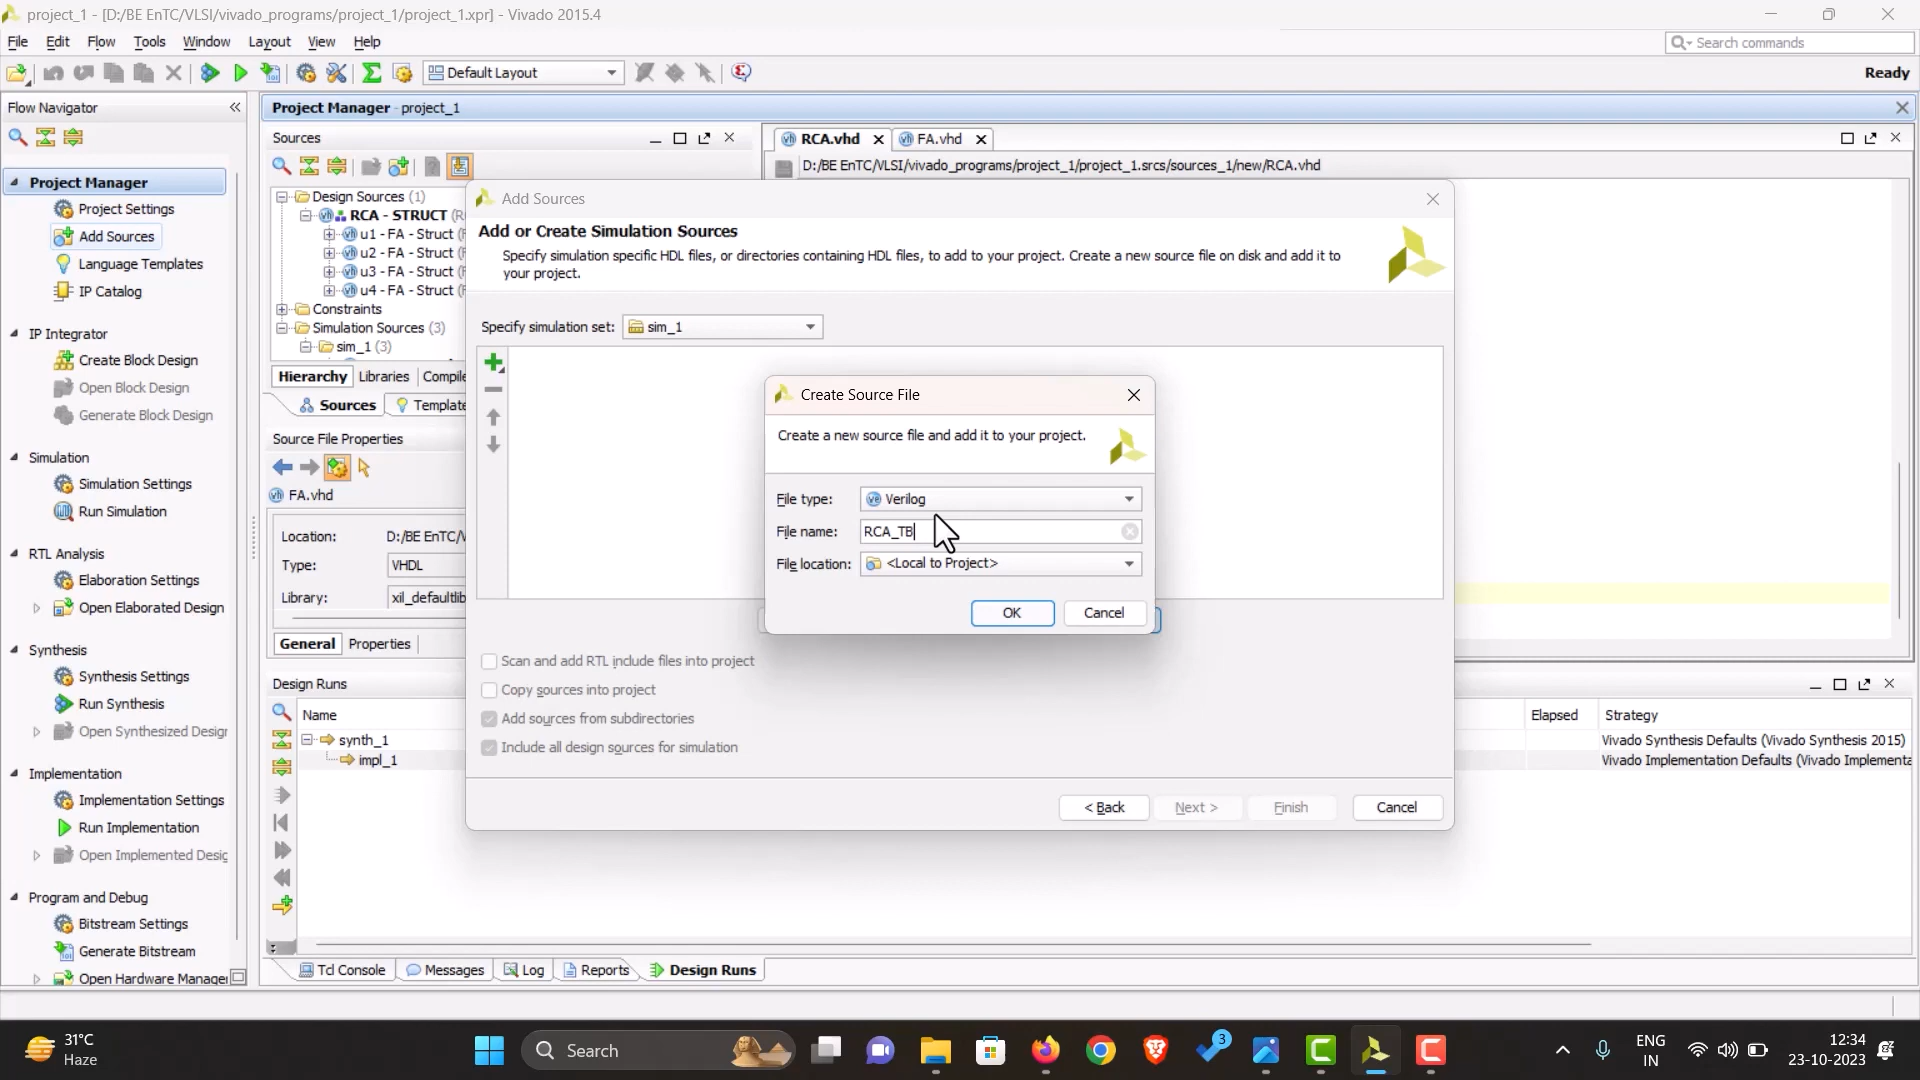 project_1 - [D:/BE EnTC/VLSI/vivado_programs/project_1/project_1.xpr] - Vivado 2015.4
File Edit Flow Tools Window Layout View Help
Search commands
Default Layout
Ready
Flow Navigator
Project Manager
Project Settings
Add Sources
Language Templates
IP Catalog
IP Integrator
Create Block Design
Open Block Design
Generate Block Design
Simulation
Simulation Settings
Run Simulation
RTL Analysis
Elaboration Settings
Open Elaborated Design
Synthesis
Synthesis Settings
Run Synthesis
Open Synthesized Design
Implementation
Implementation Settings
Run Implementation
Open Implemented Desig
Program and Debug
Bitstream Settings
Generate Bitstream
Open Hardware Manager
Project Manager - project_1
Sources
Design Sources (1)
RCA - STRUCT (R
u1 - FA - Struct (F
u2 - FA - Struct (F
u3 - FA - Struct (F
u4 - FA - Struct (F
Constraints
Simulation Sources (3)
sim_1 (3)
Hierarchy Libraries Compile
Sources Template
Source File Properties
FA.vhd
Location: D:/BE EnTC/V
Type: VHDL
Library: xil_defaultlib
General Properties
RCA.vhd FA.vhd
D:/BE EnTC/VLSI/vivado_programs/project_1/project_1.srcs/sources_1/new/RCA.vhd
Add Sources
Add or Create Simulation Sources
Specify simulation specific HDL files, or directories containing HDL files, to add to your project. Create a new source file on disk and add it to
your project.
Specify simulation set: sim_1
Create Source File
Create a new source file and add it to your project.
File type: Verilog
File name: RCA_TB
File location: <Local to Project>
OK Cancel
Scan and add RTL include files into project
Copy sources into project
Add sources from subdirectories
Include all design sources for simulation
< Back Next > Finish Cancel
Design Runs
Name Elapsed Strategy
synth_1 Vivado Synthesis Defaults (Vivado Synthesis 2015)
impl_1 Vivado Implementation Defaults (Vivado Implementa
Tcl Console Messages Log Reports Design Runs
31°C
Haze
Search
3
ENG
IN
12:34
23-10-2023